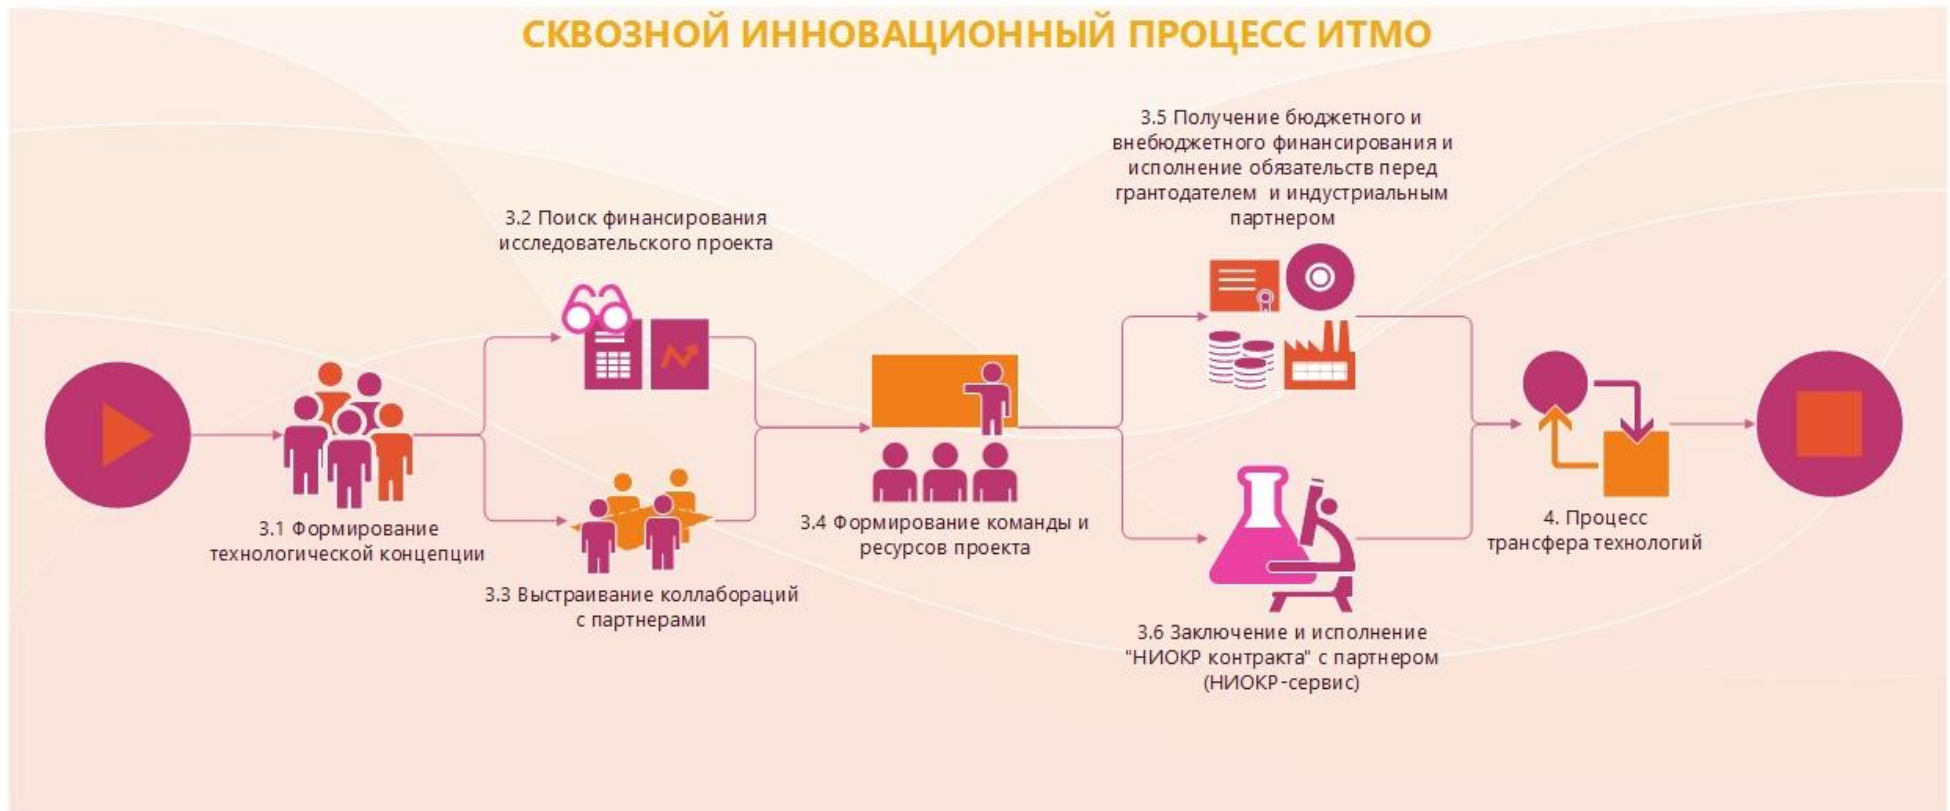 СКВОЗНОЙ ИННОВАЦИОННЫЙ ПРОЦЕСС ИТМО
3.1 Формирование
технологической концепции
3.2 Поиск финансирования
исследовательского проекта
3.3 Выстраивание коллабораций
с партнерами
3.4 Формирование команды и
ресурсов проекта
3.5 Получение бюджетного и
внебюджетного финансирования и
исполнение обязательств перед
грантодателем и индустриальным
партнером
3.6 Заключение и исполнение
"НИОКР контракта" с партнером
(НИОКР-сервис)
4. Процесс
трансфера технологий